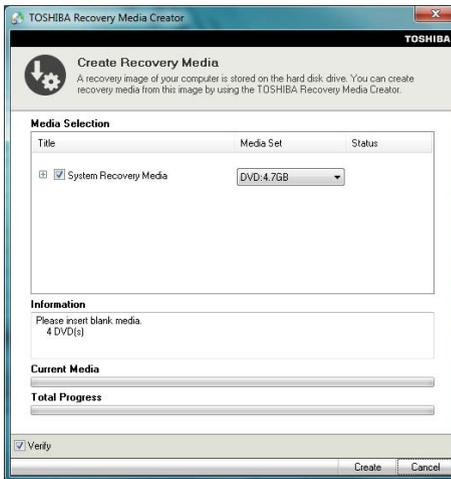 TOSHIBA Recovery Media Creator
TOSHIBA
Create Recovery Media
A recovery image of your computer is stored on the hard disk drive. You can create
recovery media from this image by using the TOSHIBA Recovery Media Creator.
Media Selection
Title Media Set Status
System Recovery Media DVD:4.7GB
Information
Please insert blank media.
4 DVD(s)
Current Media
Total Progress
Verify
Create Cancel